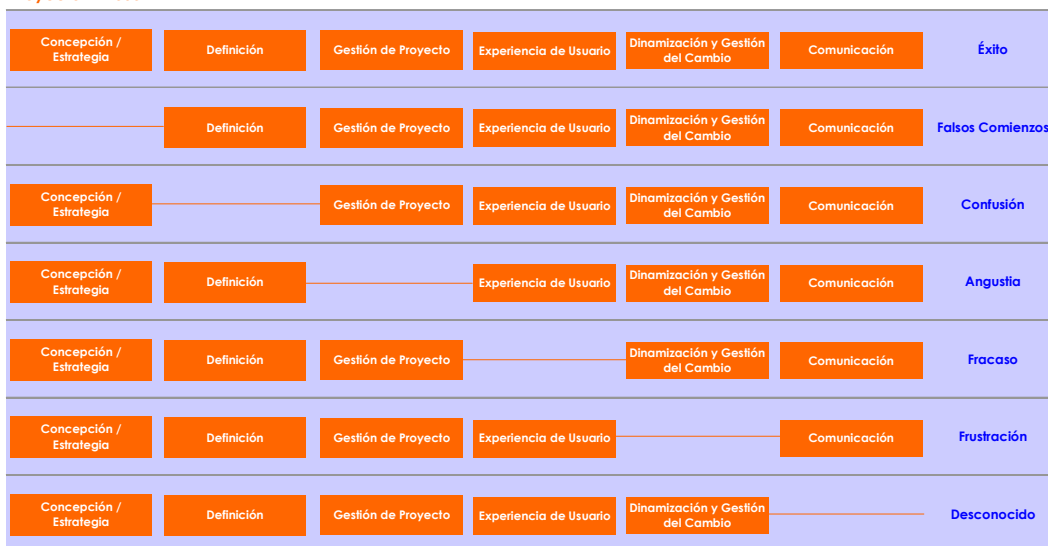 Concepción / Estrategia
Definición
Gestión de Proyecto
Experiencia de Usuario
Dinamización y Gestión del Cambio
Comunicación
Éxito
Definición
Gestión de Proyecto
Experiencia de Usuario
Dinamización y Gestión del Cambio
Comunicación
Falsos Comienzos
Concepción / Estrategia
Gestión de Proyecto
Experiencia de Usuario
Dinamización y Gestión del Cambio
Comunicación
Confusión
Concepción / Estrategia
Definición
Experiencia de Usuario
Dinamización y Gestión del Cambio
Comunicación
Angustia
Concepción / Estrategia
Definición
Gestión de Proyecto
Dinamización y Gestión del Cambio
Comunicación
Fracaso
Concepción / Estrategia
Definición
Gestión de Proyecto
Experiencia de Usuario
Comunicación
Frustración
Concepción / Estrategia
Definición
Gestión de Proyecto
Experiencia de Usuario
Dinamización y Gestión del Cambio
Desconocido